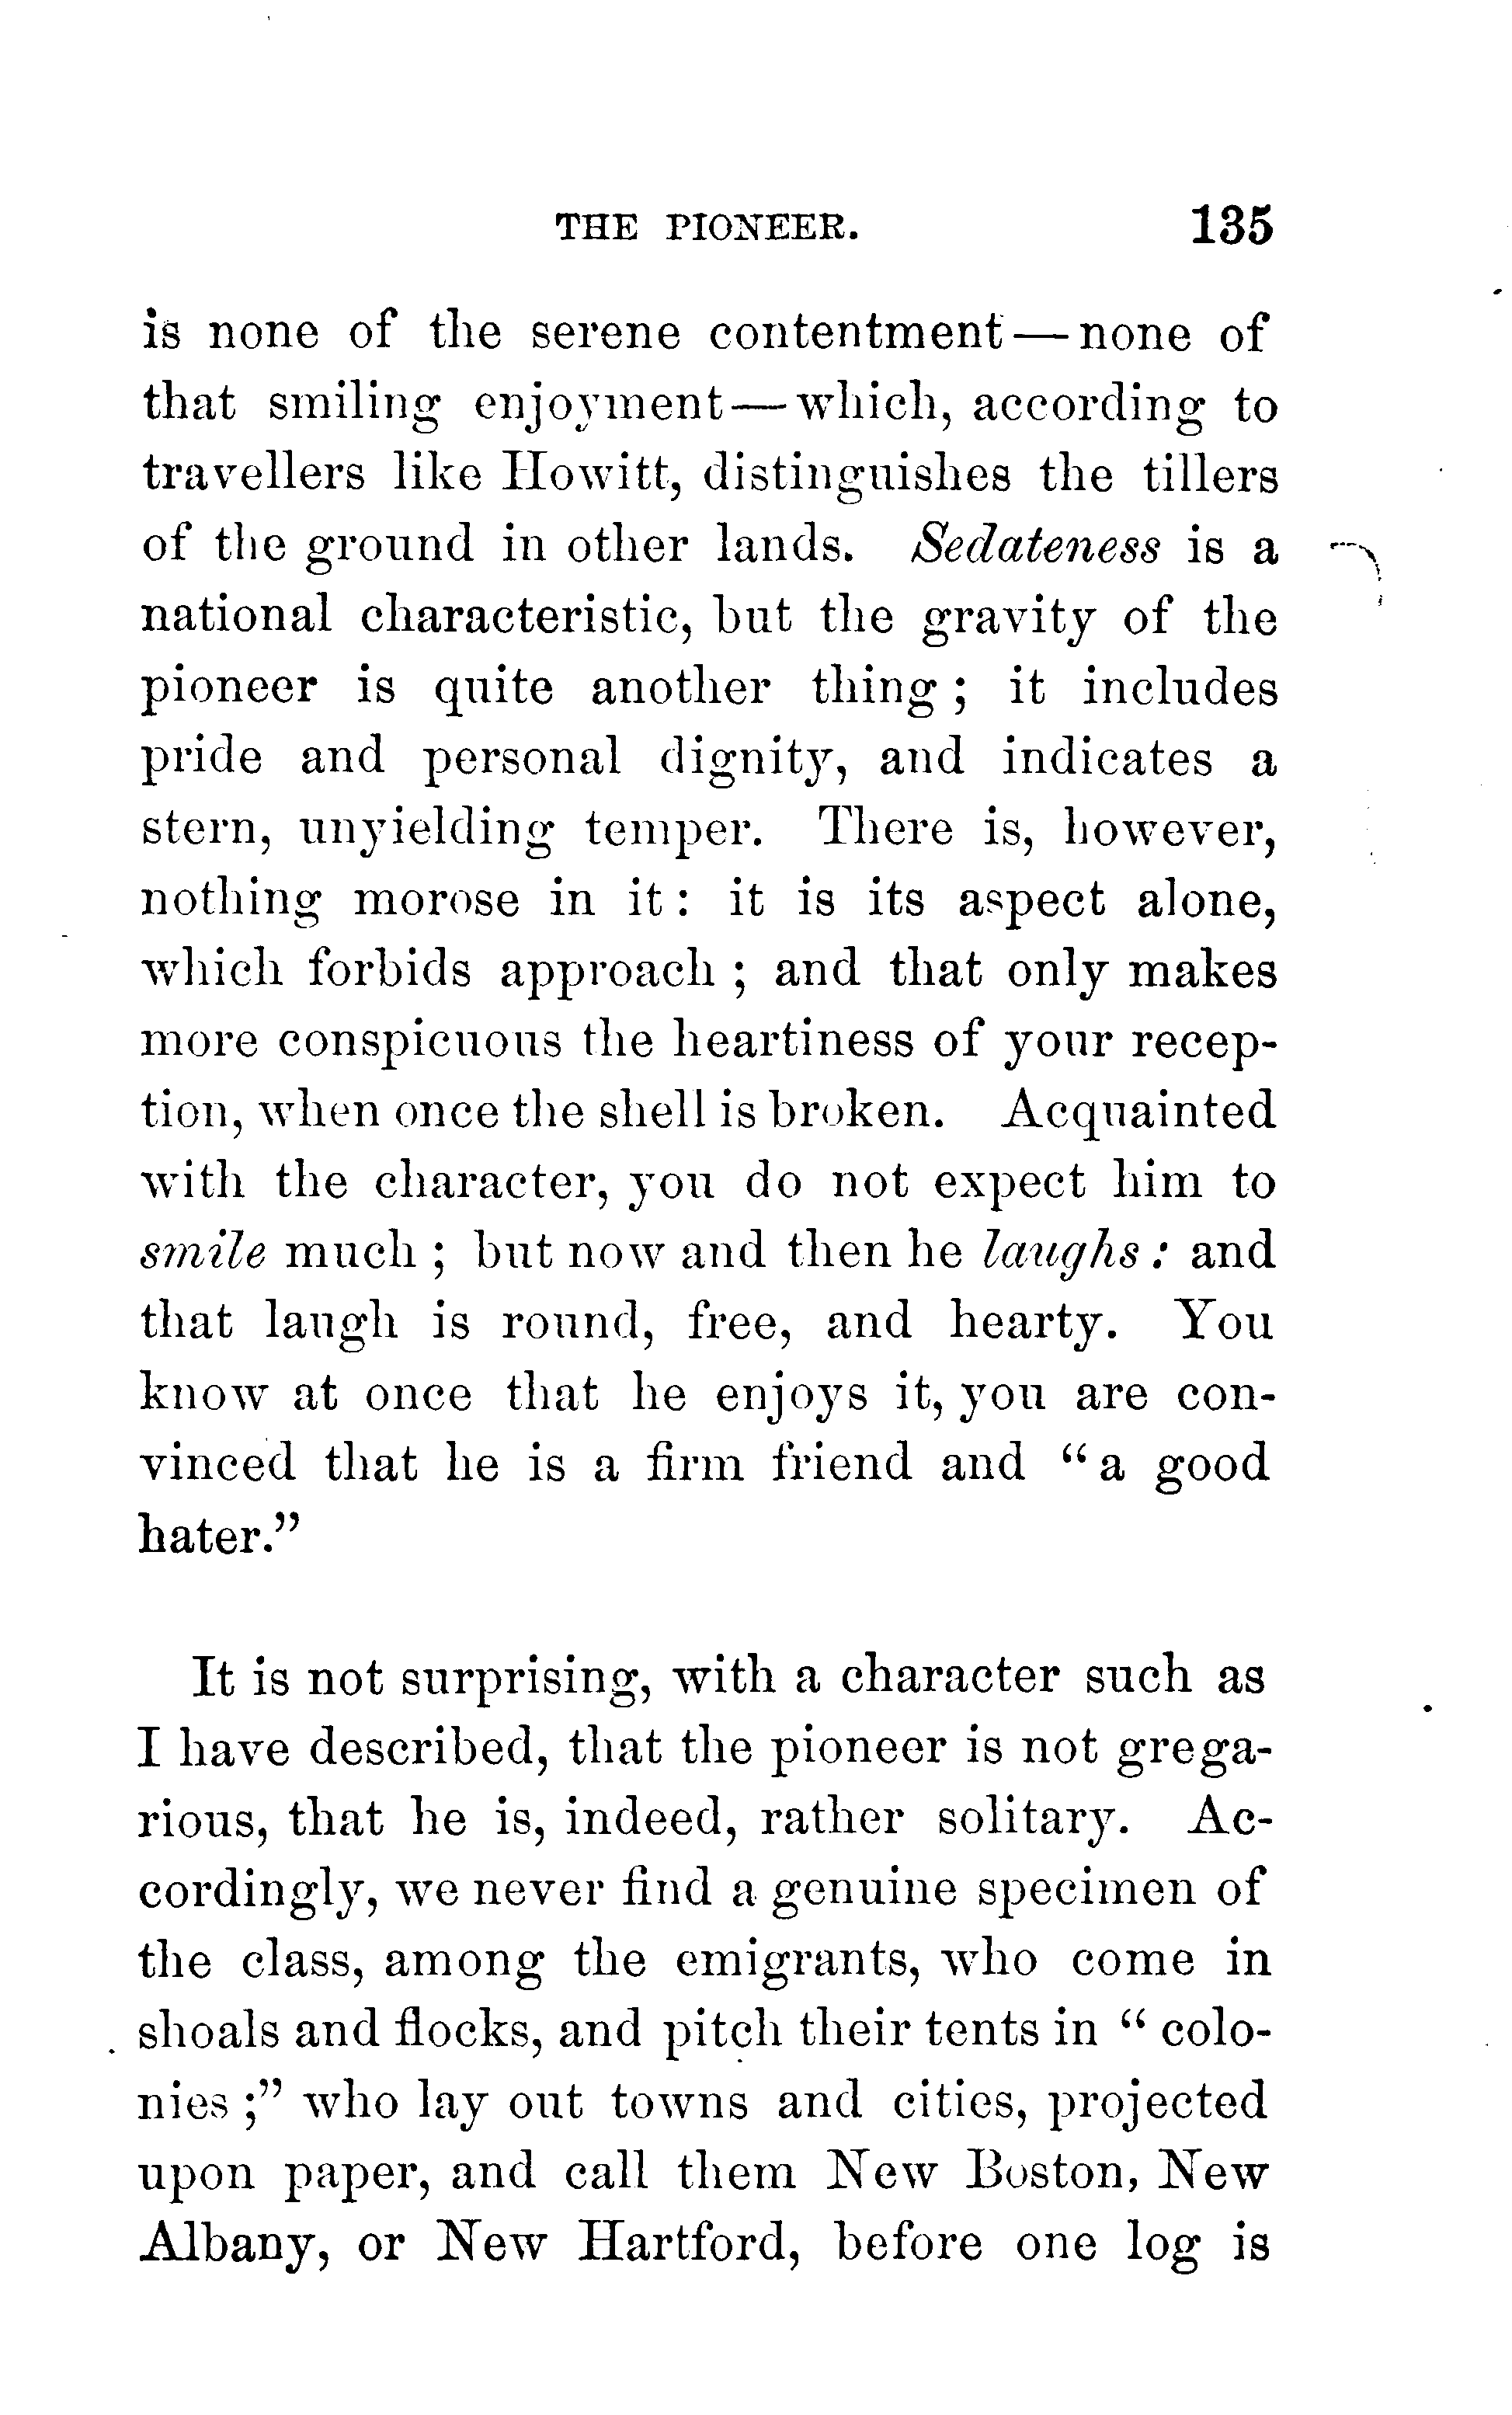 THE PIONEER. 135
is none of the serene contentment—none of
that smiling enjoyment—which, according to
travellers like Howitt, distinguishes the tillers
of the ground in other lands. Sedateness is a
national characteristic, but the gravity of the
pioneer is quite another thing ; it includes
pride and personal dignity, and indicates a
stern, unyielding temper. There is, however,
nothing morose in it : it is its aspect alone,
which forbids approach ; and that only makes
more conspicuous the heartiness of your recep-
tion, when once the shell is broken. Acquainted
with the character, you do not expect him to
smile much ; but now and then he laughs : and
that laugh is round, free, and hearty. You
know at once that he enjoys it, you are con-
vinced that he is a firm friend and “ a good
hater.”
It is not surprising, with a character such as
I have described, that the pioneer is not grega-
rious, that he is, indeed, rather solitary. Ac-
cordingly, we never find a genuine specimen of
the class, among the emigrants, who come in
shoals and flocks, and pitch their tents in “ colo-
nies ;” who lay out towns and cities, projected
upon paper, and call them New Boston, New
Albany, or New Hartford, before one log is